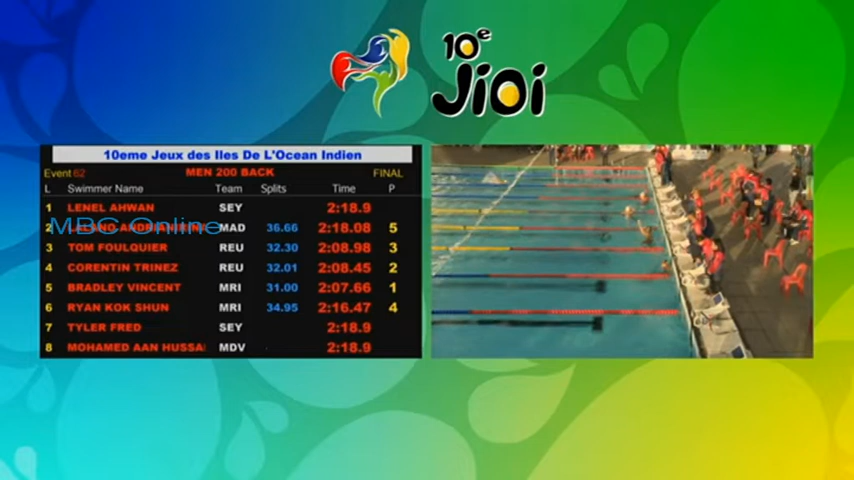 10e
Jioi
10eme Jeux des Iles De L'Ocean Indien
Event 62 MEN 200 BACK FINAL
L Swimmer Name Team Splits Time P
1 LENEL AHWAN SEY 2:18.9
MBC Online
2 MAD 36.66 2:18.08 5
3 TOM FOULQUIER REU 32.30 2:08.98 3
4 CORENTIN TRINEZ REU 32.01 2:08.45 2
5 BRADLEY VINCENT MRI 31.00 2:07.66 1
6 RYAN KOK SHUN MRI 34.95 2:16.47 4
7 TYLER FRED SEY 2:18.9
8 MOHAMED AAN HUSSA MDV 2:18.9